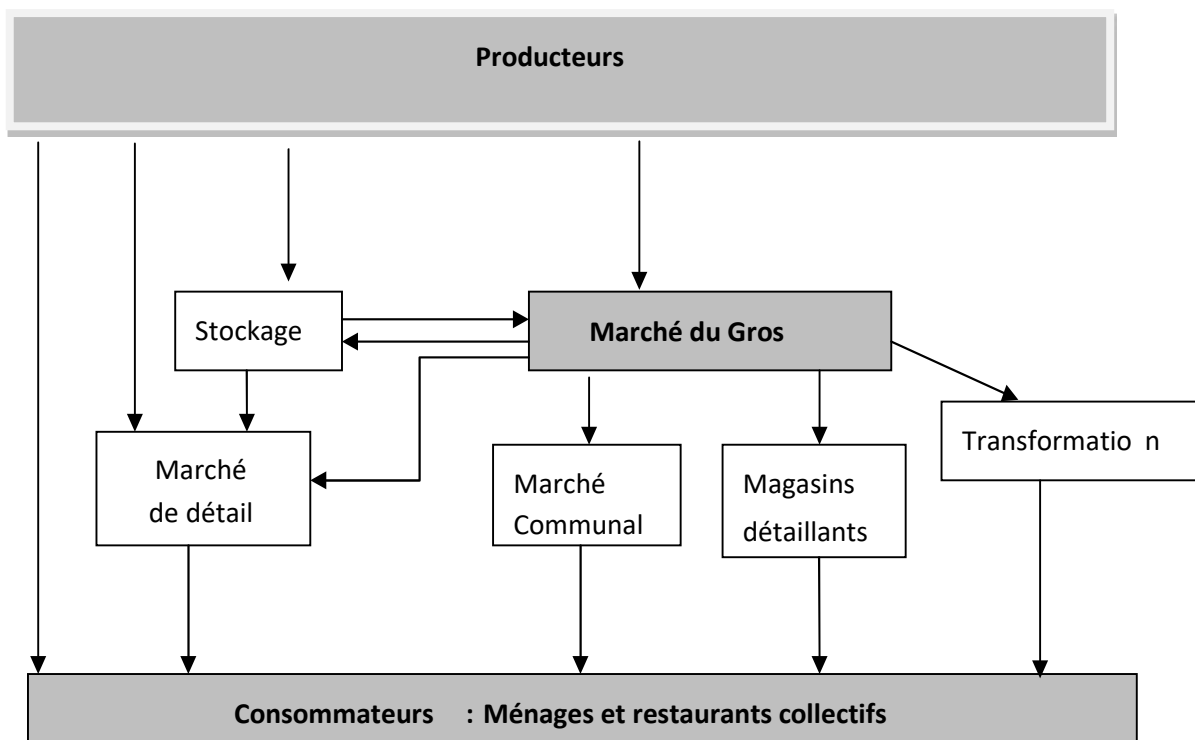 Producteurs
Stockage
Marché du Gros
Transformatio n
Marché
de détail
Marché
Communal
Magasins
détaillants
Consommateurs : Ménages et restaurants collectifs